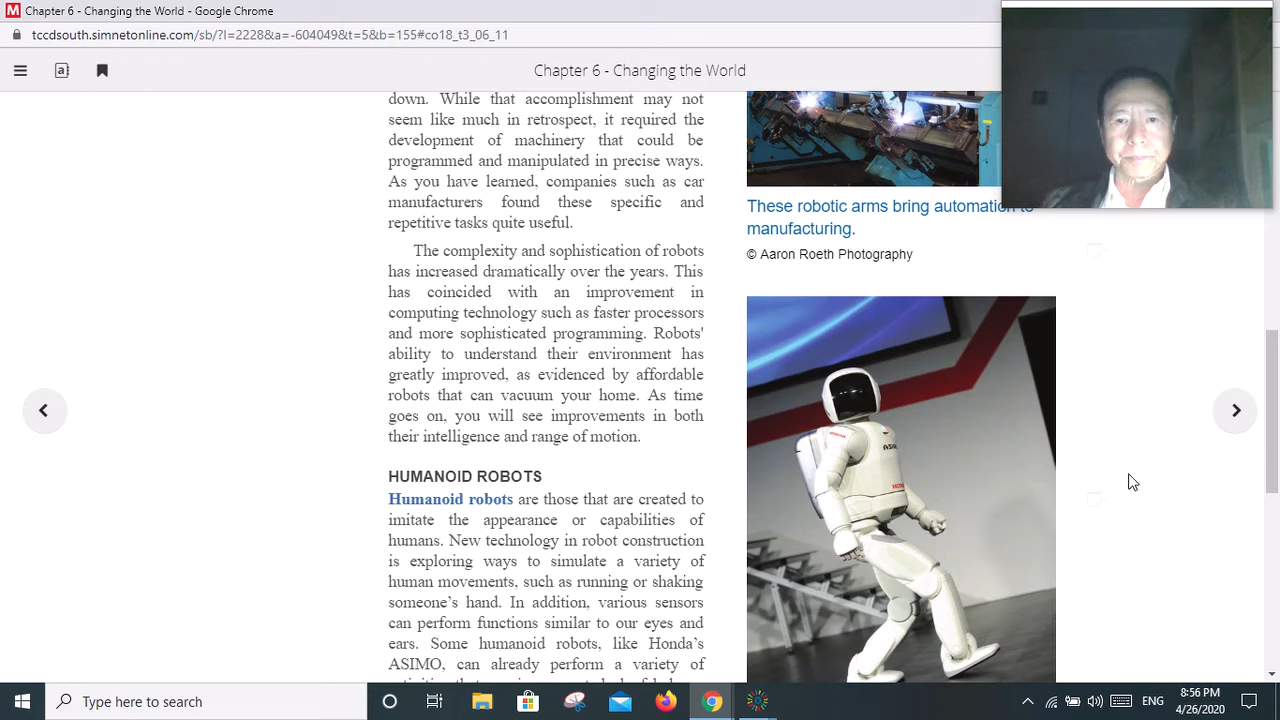 Chapter 6 - Changing the World - Google Chrome
tccdsouth.simnetonline.com/sb/?l=2228&a=-604049&t=5&b=155#co18_t3_06_11
Chapter 6 - Changing the World
down. While that accomplishment may not
seem like much in retrospect, it required the
development of machinery that could be
programmed and manipulated in precise ways.
As you have learned, companies such as car
manufacturers found these specific and
repetitive tasks quite useful.
The complexity and sophistication of robots
has increased dramatically over the years. This
has coincided with an improvement in
computing technology such as faster processors
and more sophisticated programming. Robots'
ability to understand their environment has
greatly improved, as evidenced by affordable
robots that can vacuum your home. As time
goes on, you will see improvements in both
their intelligence and range of motion.
HUMANOID ROBOTS
Humanoid robots are those that are created to
imitate the appearance or capabilities of
humans. New technology in robot construction
is exploring ways to simulate a variety of
human movements, such as running or shaking
someone's hand. In addition, various sensors
can perform functions similar to our eyes and
ears. Some humanoid robots, like Honda's
ASIMO, can already perform a variety of
These robotic arms bring automation to
manufacturing.
© Aaron Roeth Photography
HONDA
Type here to search
ENG
8:56 PM
4/26/2020